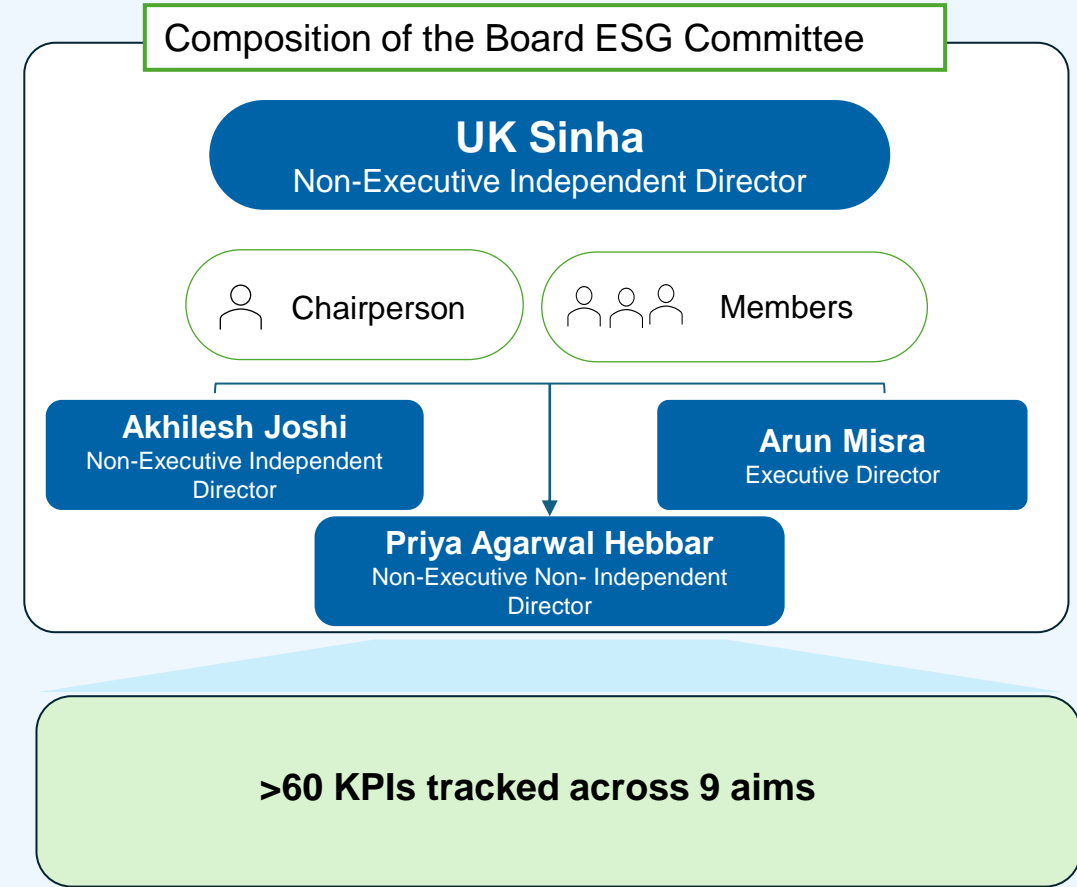 Composition of the Board ESG Committee
UK Sinha
Non-Executive Independent Director
Chairperson
Members
Akhilesh Joshi
Non-Executive Independent
Director
Arun Misra
Executive Director
Priya Agarwal Hebbar
Non-Executive Non- Independent
Director
>60 KPIs tracked across 9 aims